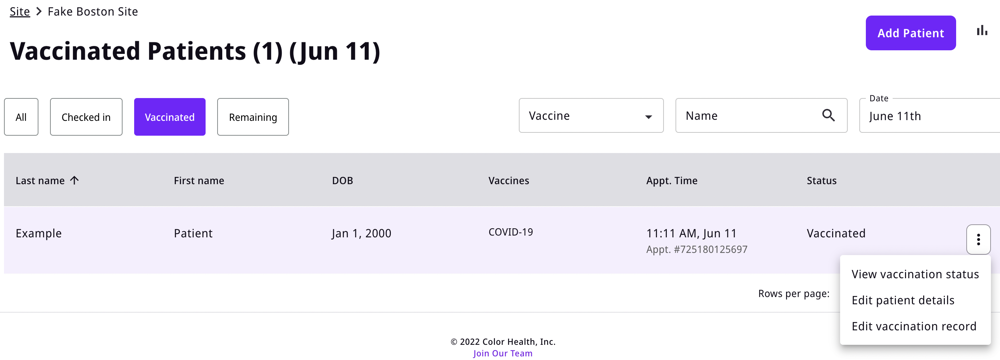 Site > Fake Boston Site
Add Patient
Vaccinated Patients (1) (Jun 11)
All Checked in Vaccinated Remaining Vaccine Name Date
June 11th
Last name ↑ First name DOB Vaccines Appt. Time Status
Example Patient Jan 1, 2000 COVID-19 11:11 AM, Jun 11 Vaccinated
Appt. #725180125697
View vaccination status
Rows per page:
Edit patient details
Edit vaccination record
© 2022 Color Health, Inc.
Join Our Team